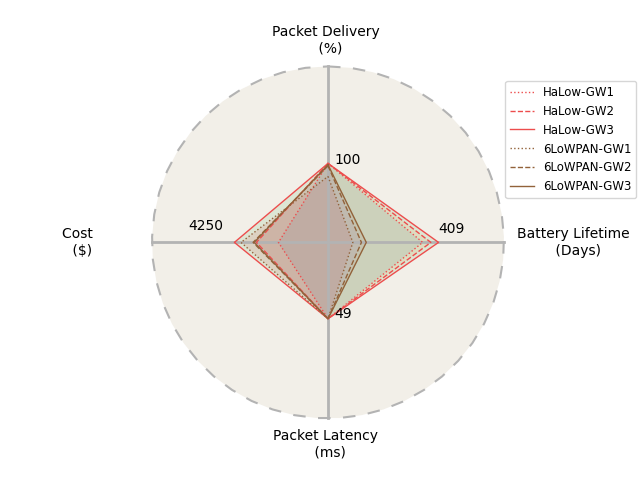 Packet Delivery
(%)
HaLow-GW1
HaLow-GW2
HaLow-GW3
6LoWPAN-GW1
6LoWPAN-GW2
6LoWPAN-GW3
100
4250
409
Cost
($)
Battery Lifetime
(Days)
49
Packet Latency
(ms)